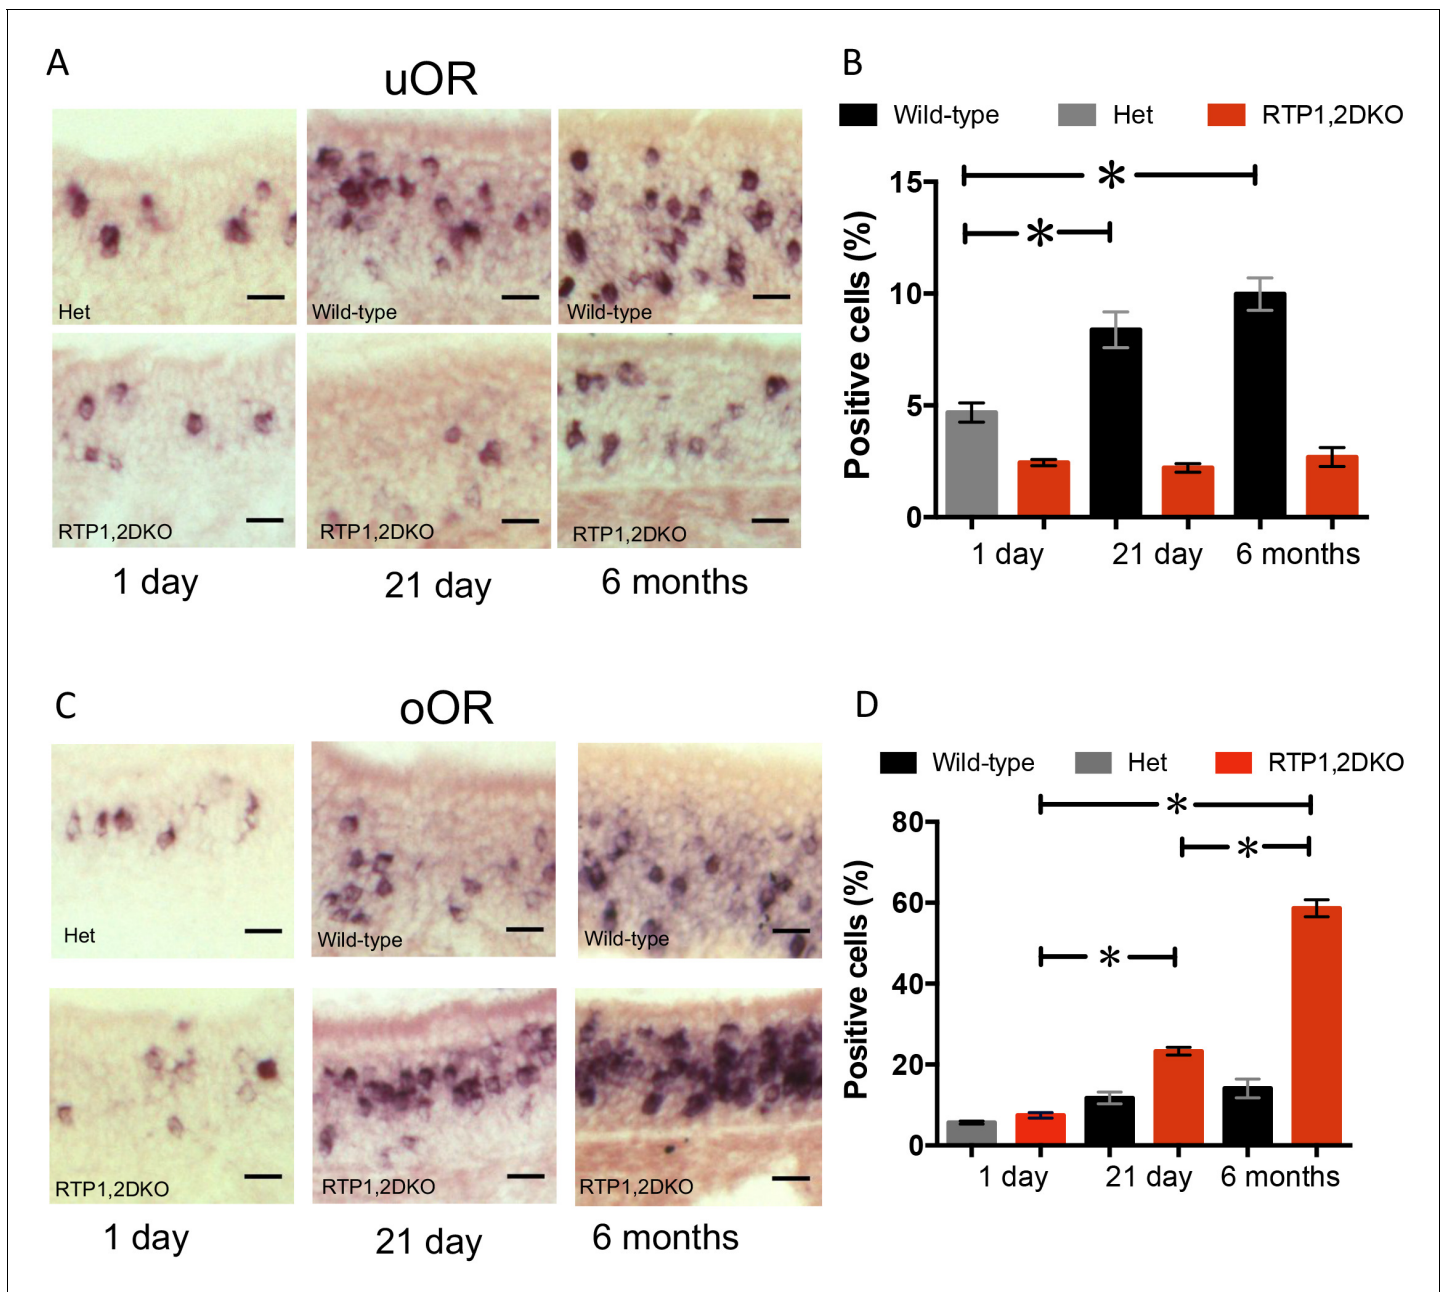 A
uOR
Het
Wild-type
Wild-type
RTP1,2DKO
RTP1,2DKO
RTP1,2DKO
1 day
21 day
6 months
B
Wild-type
Het
RTP1,2DKO
*
*
15
10
5
0
Positive cells (%)
1 day
21 day
6 months
C
oOR
Het
Wild-type
Wild-type
RTP1,2DKO
RTP1,2DKO
RTP1,2DKO
1 day
21 day
6 months
D
Wild-type
Het
RTP1,2DKO
*
*
*
80
60
40
20
0
Positive cells (%)
1 day
21 day
6 months